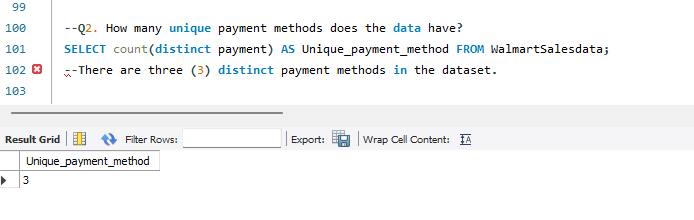 99
100 --Q2. How many unique payment methods does the data have?
101 SELECT count(distinct payment) AS Unique_payment_method FROM WalmartSalesdata;
102 --There are three (3) distinct payment methods in the dataset.
103
Result Grid Filter Rows: Export: Wrap Cell Content: IA
Unique_payment_method
3